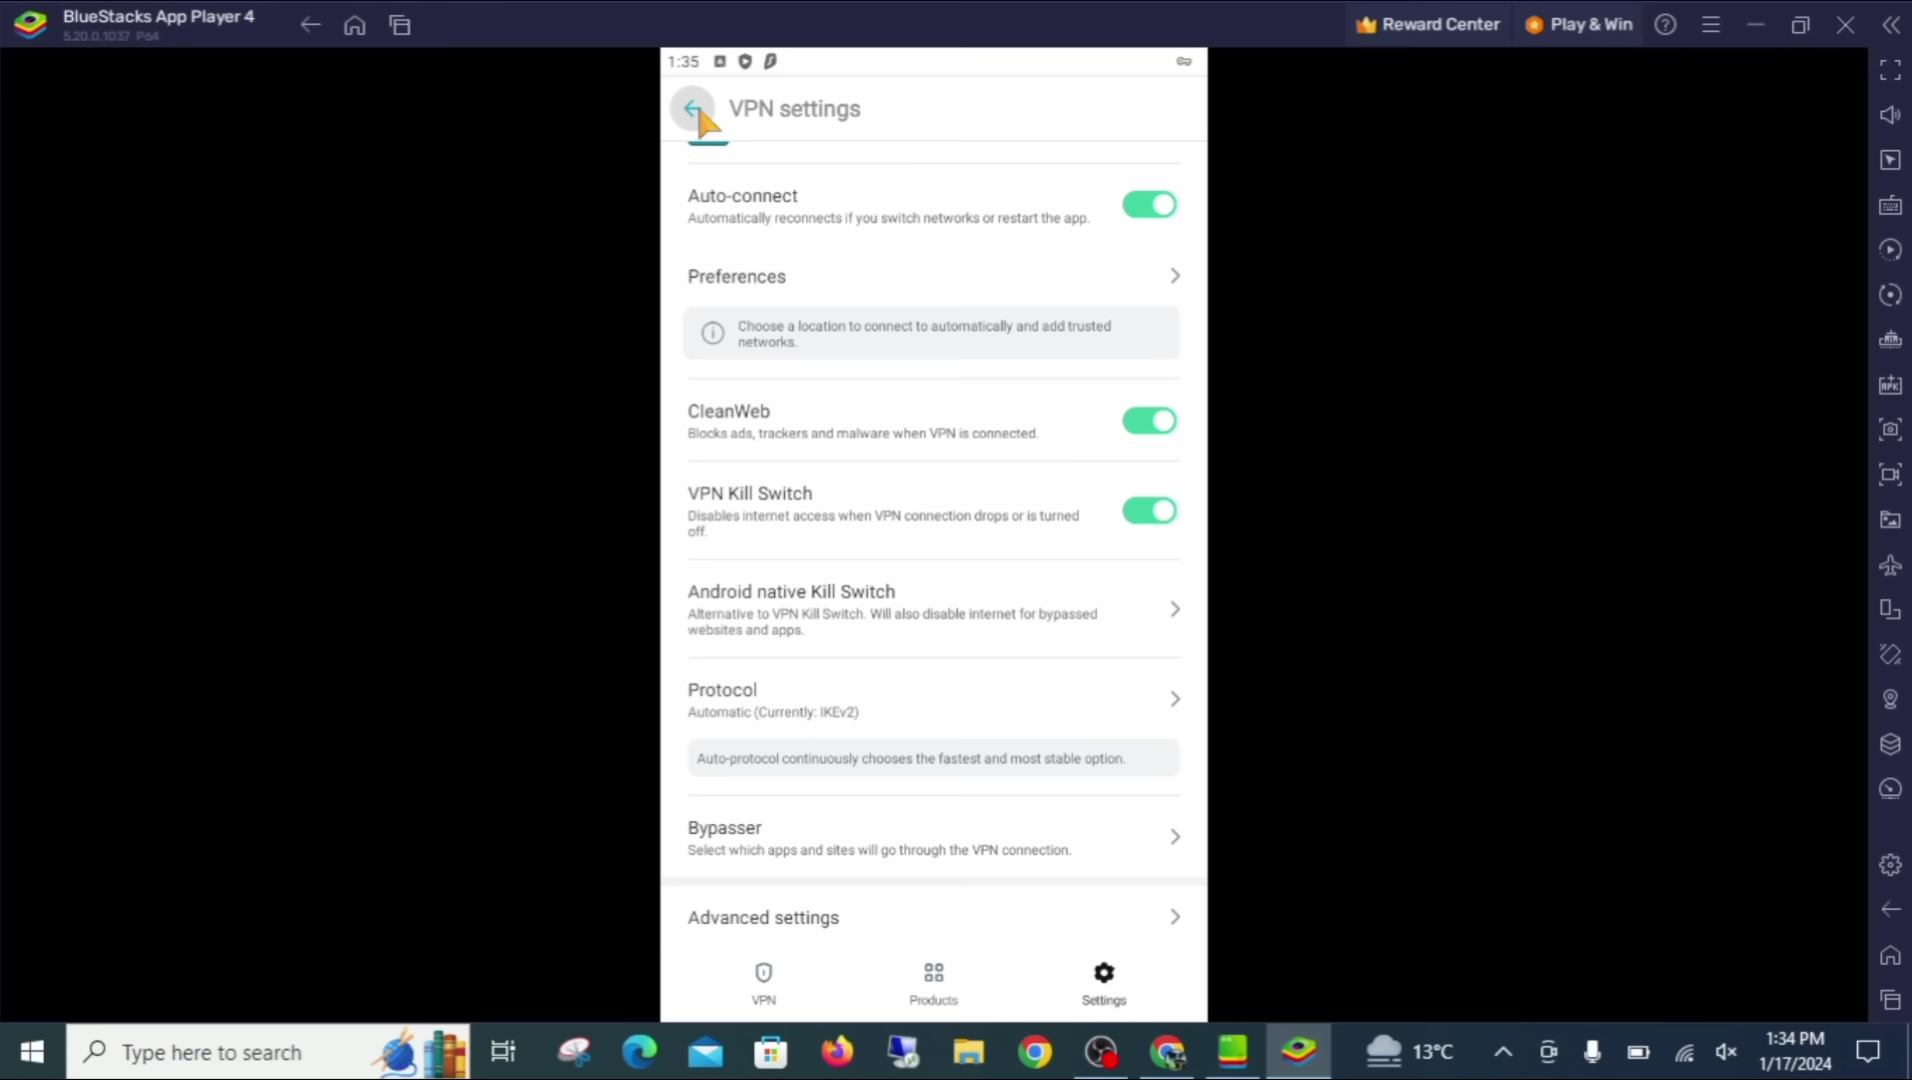 BlueStacks App Player 4
5.20.0.1037 P64
Reward Center
Play & Win
1:35
VPN settings
Auto-connect
Automatically reconnects if you switch networks or restart the app.
Preferences
Choose a location to connect to automatically and add trusted
networks.
CleanWeb
Blocks ads, trackers and malware when VPN is connected.
VPN Kill Switch
Disables internet access when VPN connection drops or is turned
off.
Android native Kill Switch
Alternative to VPN Kill Switch. Will also disable internet for bypassed
websites and apps.
Protocol
Automatic (Currently: IKEv2)
Auto-protocol continuously chooses the fastest and most stable option.
Bypasser
Select which apps and sites will go through the VPN connection.
Advanced settings
VPN
Products
Settings
Type here to search
13°C
1:34 PM
1/17/2024